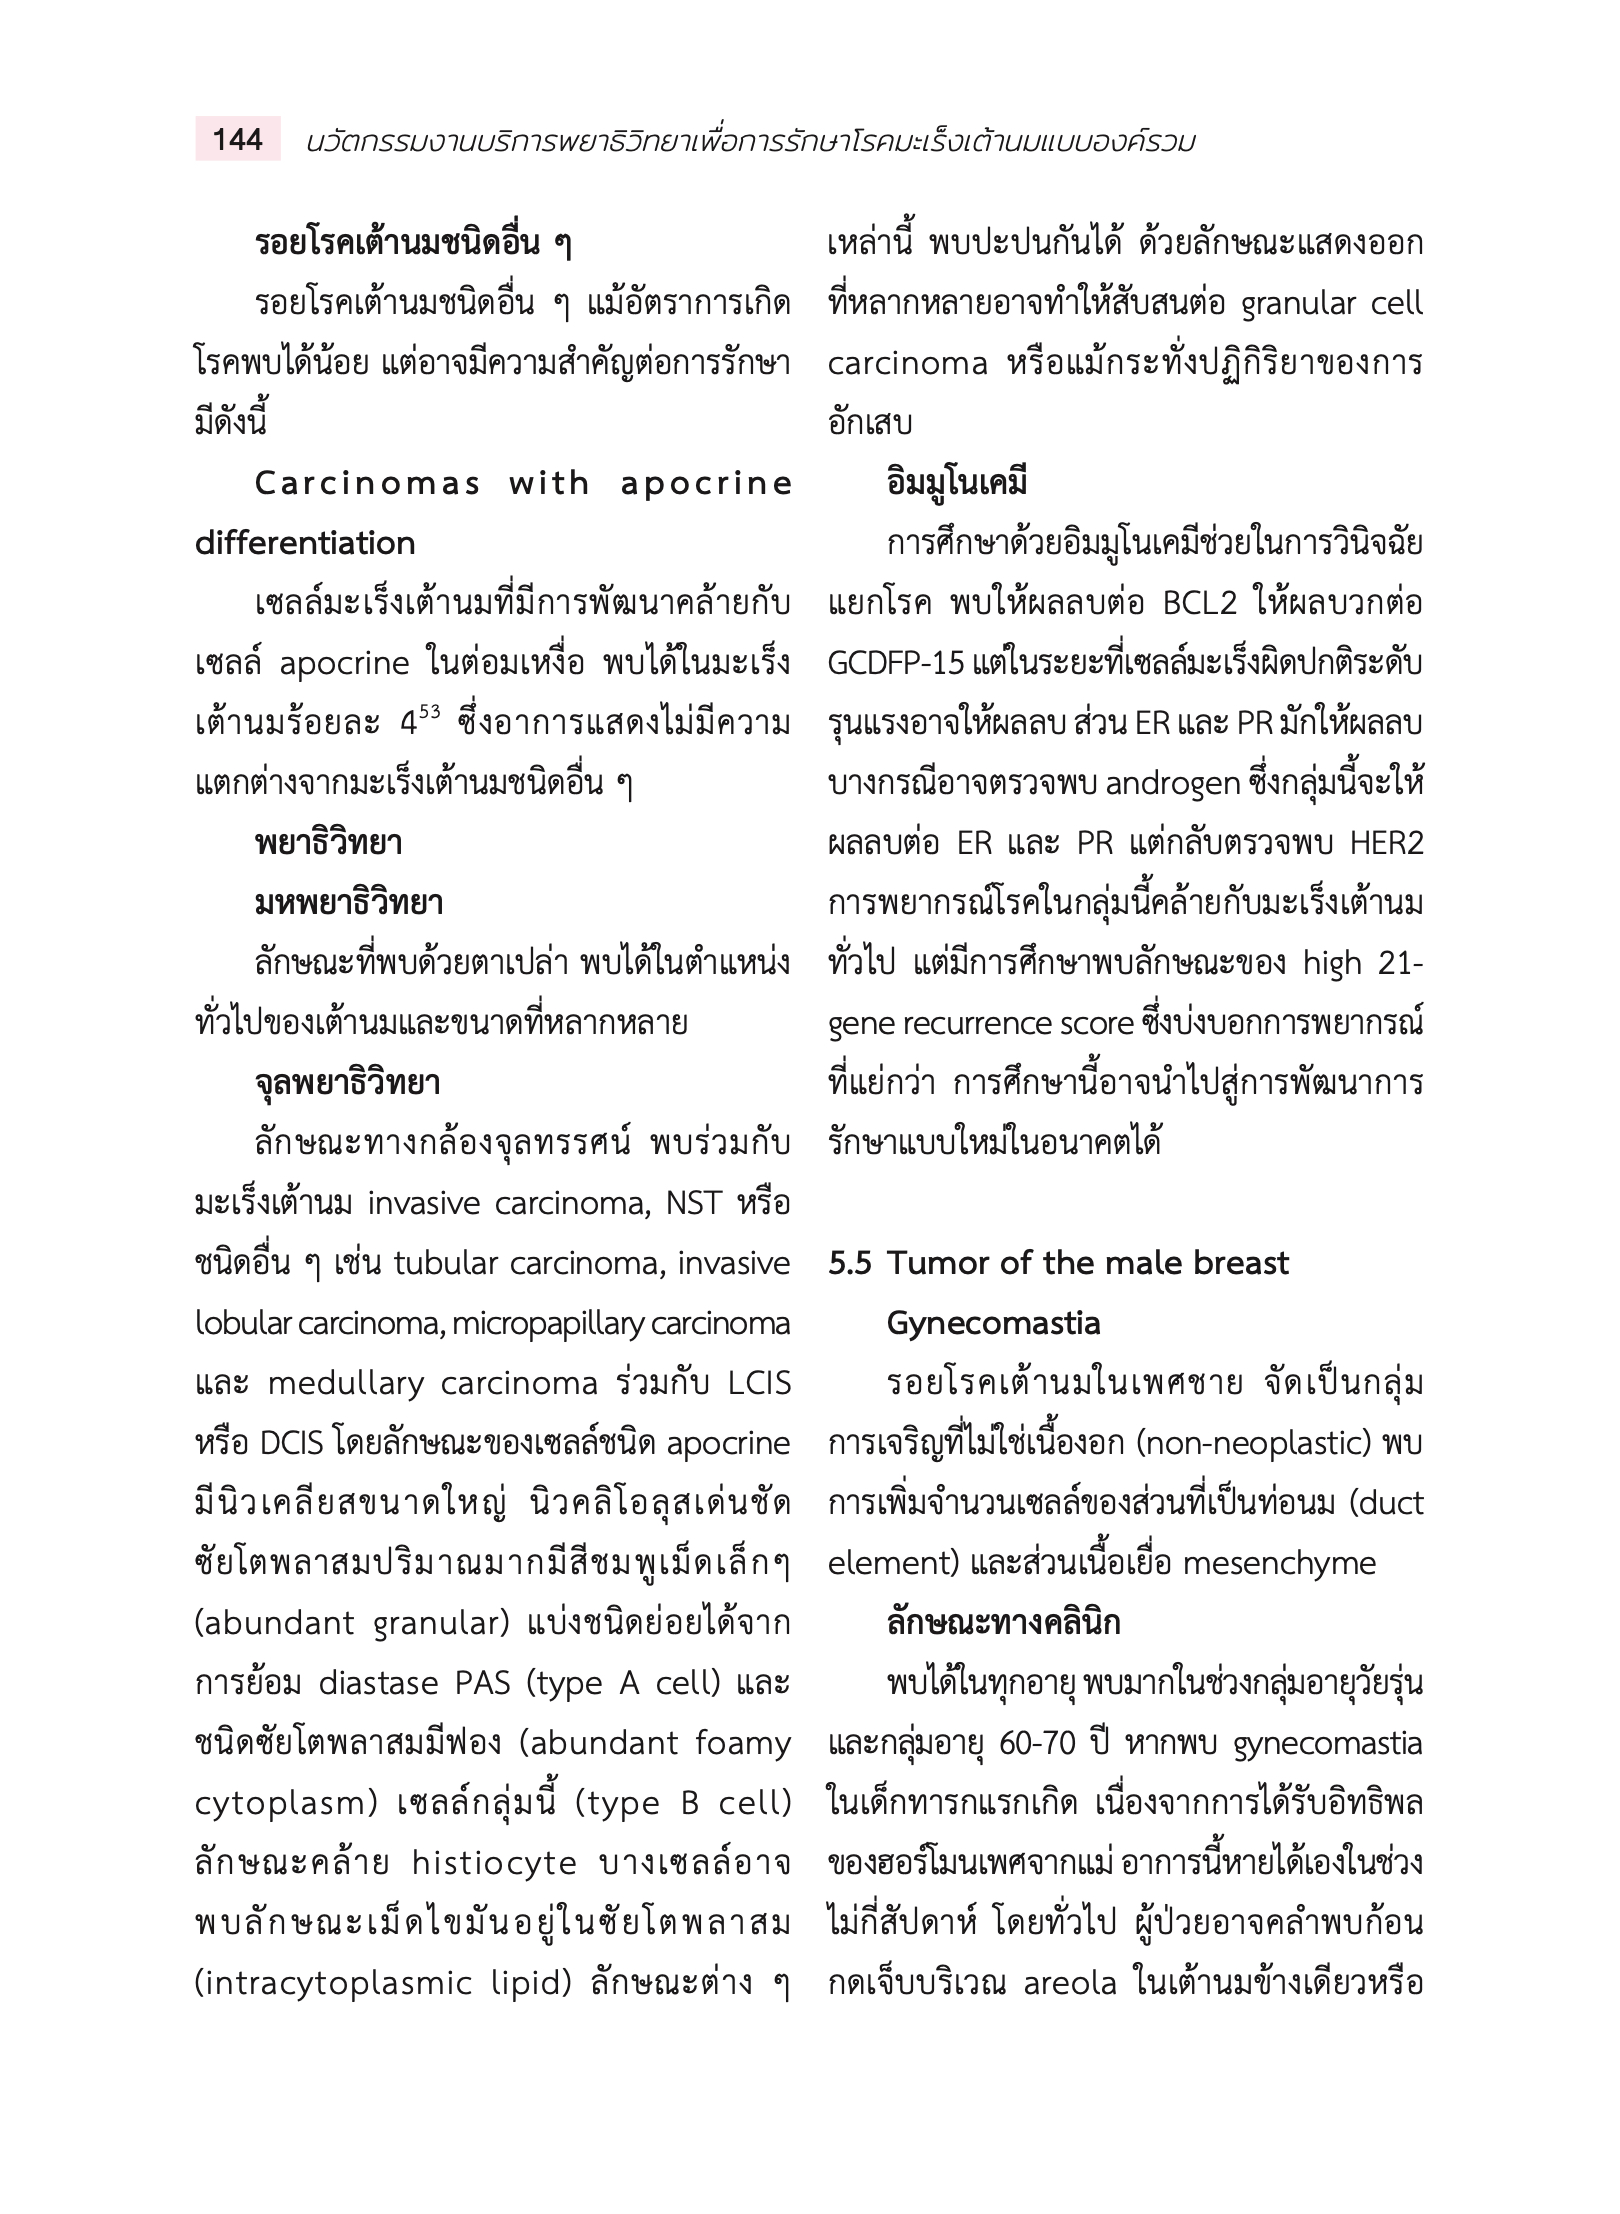 144 นวัตกรรมงานบริการพยาธิวิทยาเพื่อการรักษาโรคมะเร็งเต้านมแบบองค์รวม
รอยโรคเต้านมชนิดอื่น ๆ
รอยโรคเต้านมชนิดอื่น ๆ แม้อัตราการเกิด
โรคพบได้น้อย แต่อาจมีความสำคัญต่อการรักษา
มีดังนี้
Carcinomas with apocrine
differentiation
เซลล์มะเร็งเต้านมที่มีการพัฒนาคล้ายกับ
เซลล์ apocrine ในต่อมเหงื่อ พบได้ในมะเร็ง
เต้านมร้อยละ 4⁵³ ซึ่งอาการแสดงไม่มีความ
แตกต่างจากมะเร็งเต้านมชนิดอื่น ๆ
พยาธิวิทยา
มหพยาธิวิทยา
ลักษณะที่พบด้วยตาเปล่า พบได้ในตำแหน่ง
ทั่วไปของเต้านมและขนาดที่หลากหลาย
จุลพยาธิวิทยา
ลักษณะทางกล้องจุลทรรศน์ พบร่วมกับ
มะเร็งเต้านม invasive carcinoma, NST หรือ
ชนิดอื่น ๆ เช่น tubular carcinoma, invasive
lobular carcinoma, micropapillary carcinoma
และ medullary carcinoma ร่วมกับ LCIS
หรือ DCIS โดยลักษณะของเซลล์ชนิด apocrine
มีนิวเคลียสขนาดใหญ่ นิวคลิโอลุสเด่นชัด
ซัยโตพลาสมปริมาณมากมีสีชมพูเม็ดเล็กๆ
(abundant granular) แบ่งชนิดย่อยได้จาก
การย้อม diastase PAS (type A cell) และ
ชนิดซัยโตพลาสมมีฟอง (abundant foamy
cytoplasm) เซลล์กลุ่มนี้ (type B cell)
ลักษณะคล้าย histiocyte บางเซลล์อาจ
พบลักษณะเม็ดไขมันอยู่ในซัยโตพลาสม
(intracytoplasmic lipid) ลักษณะต่าง ๆ
เหล่านี้ พบปะปนกันได้ ด้วยลักษณะแสดงออก
ที่หลากหลายอาจทำให้สับสนต่อ granular cell
carcinoma หรือแม้กระทั่งปฏิกิริยาของการ
อักเสบ
อิมมูโนเคมี
การศึกษาด้วยอิมมูโนเคมีช่วยในการวินิจฉัย
แยกโรค พบให้ผลลบต่อ BCL2 ให้ผลบวกต่อ
GCDFP-15 แต่ในระยะที่เซลล์มะเร็งผิดปกติระดับ
รุนแรงอาจให้ผลลบ ส่วน ER และ PR มักให้ผลลบ
บางกรณีอาจตรวจพบ androgen ซึ่งกลุ่มนี้จะให้
ผลลบต่อ ER และ PR แต่กลับตรวจพบ HER2
การพยากรณ์โรคในกลุ่มนี้คล้ายกับมะเร็งเต้านม
ทั่วไป แต่มีการศึกษาพบลักษณะของ high 21-
gene recurrence score ซึ่งบ่งบอกการพยากรณ์
ที่แย่กว่า การศึกษานี้อาจนำไปสู่การพัฒนาการ
รักษาแบบใหม่ในอนาคตได้
5.5 Tumor of the male breast
Gynecomastia
รอยโรคเต้านมในเพศชาย จัดเป็นกลุ่ม
การเจริญที่ไม่ใช่เนื้องอก (non-neoplastic) พบ
การเพิ่มจำนวนเซลล์ของส่วนที่เป็นท่อนม (duct
element) และส่วนเนื้อเยื่อ mesenchyme
ลักษณะทางคลินิก
พบได้ในทุกอายุ พบมากในช่วงกลุ่มอายุวัยรุ่น
และกลุ่มอายุ 60-70 ปี หากพบ gynecomastia
ในเด็กทารกแรกเกิด เนื่องจากการได้รับอิทธิพล
ของฮอร์โมนเพศจากแม่ อาการนี้หายได้เองในช่วง
ไม่กี่สัปดาห์ โดยทั่วไป ผู้ป่วยอาจคลำพบก้อน
กดเจ็บบริเวณ areola ในเต้านมข้างเดียวหรือ